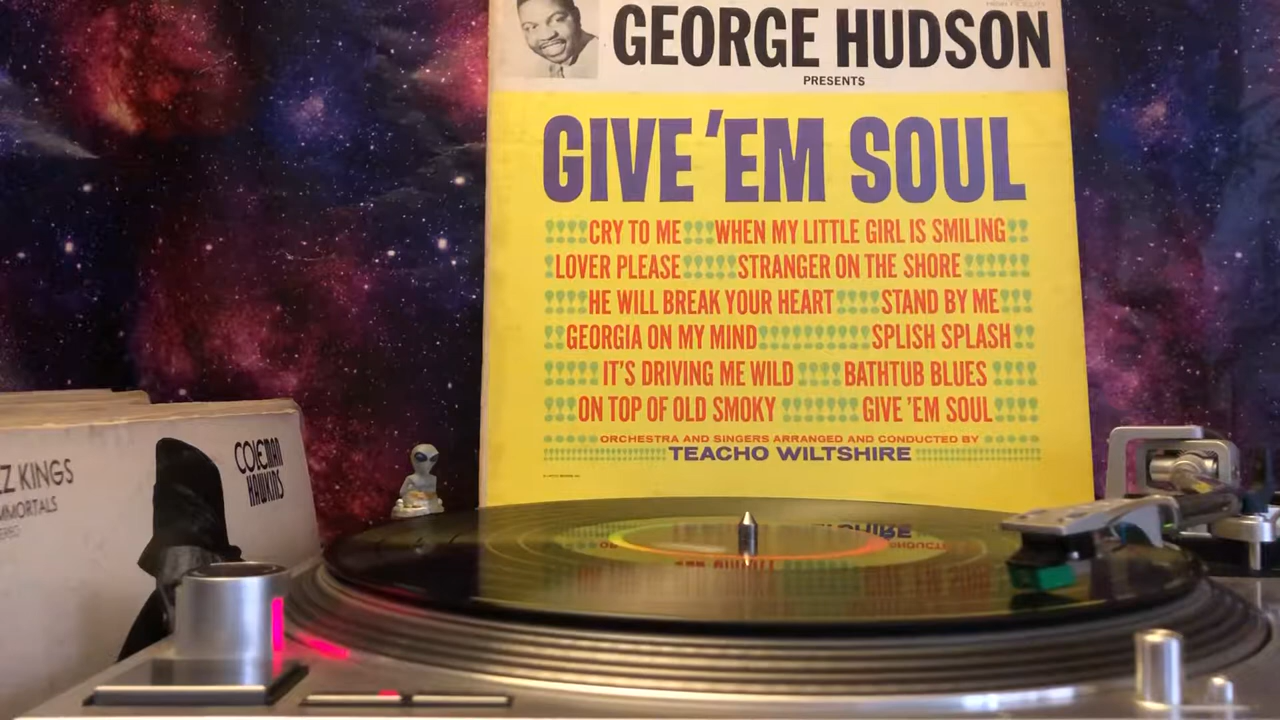 GEORGE HUDSON
PRESENTS
GIVE 'EM SOUL
CRY TO ME!!!WHEN MY LITTLE GIRL IS SMILING
LOVER PLEASE STRANGER ON THE SHORE
HE WILL BREAK YOUR HEART STAND BY ME
GEORGIA ON MY MIND SPLISH SPLASH
IT'S DRIVING ME WILD BATHTUB BLUES
ON TOP OF OLD SMOKY GIVE 'EM SOUL
ORCHESTRA AND SINGERS ARRANGED AND CONDUCTED BY
TEACHO WILTSHIRE
COLEMAN
HAWKINS
ZZ KINGS
MMORTALS